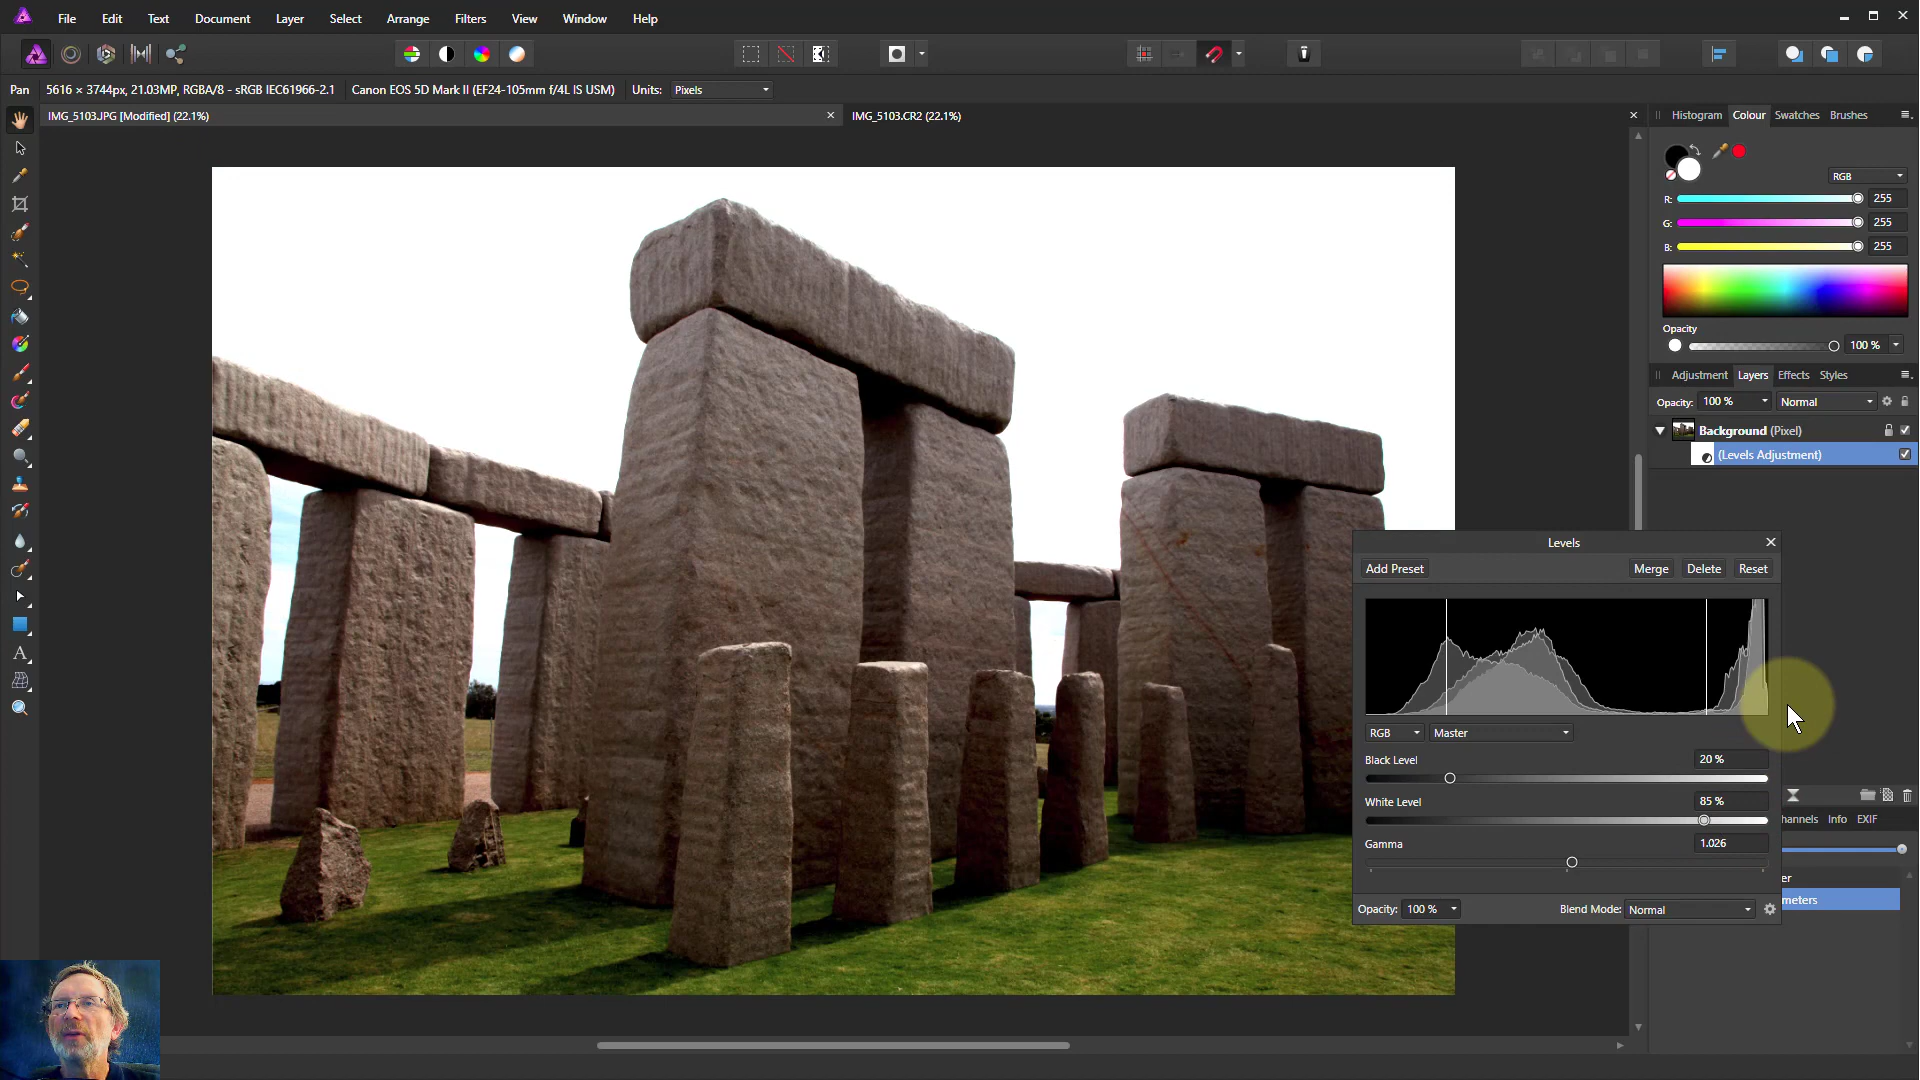 File Edit Text Document Layer Select Arrange Filters View Window Help
Pan 5616 × 3744px, 21.03MP, RGBA/8 - sRGB IEC61966-2.1 Canon EOS 5D Mark II (EF24-105mm f/4L IS USM) Units: Pixels
IMG_5103.JPG [Modified] (22.1%)
IMG_5103.CR2 (22.1%)
Histogram Colour Swatches Brushes
RGB
R: 255
G: 255
B: 255
Opacity
100 %
Adjustment Layers Effects Styles
Opacity: 100 % Normal
Background (Pixel)
(Levels Adjustment)
Levels
Add Preset Merge Delete Reset
RGB Master
Black Level 20 %
White Level 85 %
Gamma 1.026
Opacity: 100 % Blend Mode: Normal
hannels Info EXIF
er
meters
A